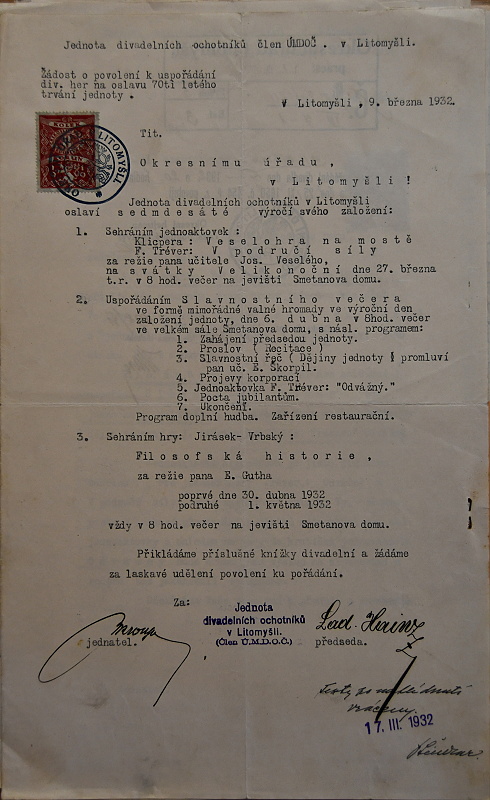 Jednota divadelních ochotníků člen ÚMDOČ. v Litomyšli.
Žádost o povolení k uspořádání
div. her na oslavu 70ti letého
trvání jednoty .
V Litomyšli , 9. března 1932.
KOLEK
LITOMYŠLI
Tit.
Okresnímu úřadu ,
v Litomyšli !
Jednota divadelních ochotníků v Litomyšli
oslaví sedmdesáté výročí svého založení:
1. Sehráním jednoaktovek :
Klicpera : Veselohra na mostě
F. Tréver: V područí síly
za režie pana učitele Jos. Veselého,
na svátky Velikonoční dne 27. března
t.r. v 8 hod. večer na jevišti Smetanova domu.
2. Uspořádáním Slavnostního večera
ve formě mimořádné valné hromady ve výroční den
založení jednoty, dne 6. dubna v 8hod. večer
ve velkém sále Smetanova domu, s násl. programem:
1. Zahájení předsedou jednoty.
2. Proslov ( Recitace )
3. Slavnostní řeč ( Dějiny jednoty ! promluví
pan uč. E. Škorpil.
4. Projevy korporací
5. Jednoaktovka F. Tréver: "Odvážný."
6. Pocta jubilantům.
7. Ukončení.
Program doplní hudba. Zařízení restaurační.
3. Sehráním hry: Jirásek- Vrbský :
Filosofská historie ,
za režie pana E. Gutha
poprvé dne 30. dubna 1932
podruhé 1. května 1932
vždy v 8 hod. večer na jevišti Smetanova domu.
Přikládáme příslušné knížky divadelní a žádáme
za laskavé udělení povolení ku pořádání.
Za:
Jednota
divadelních ochotníků
v Litomyšli.
(Člen Ú.M.D.O.Č.)
Lad. Hainz
jednatel.
předseda.
vráceny.
17. III. 1932